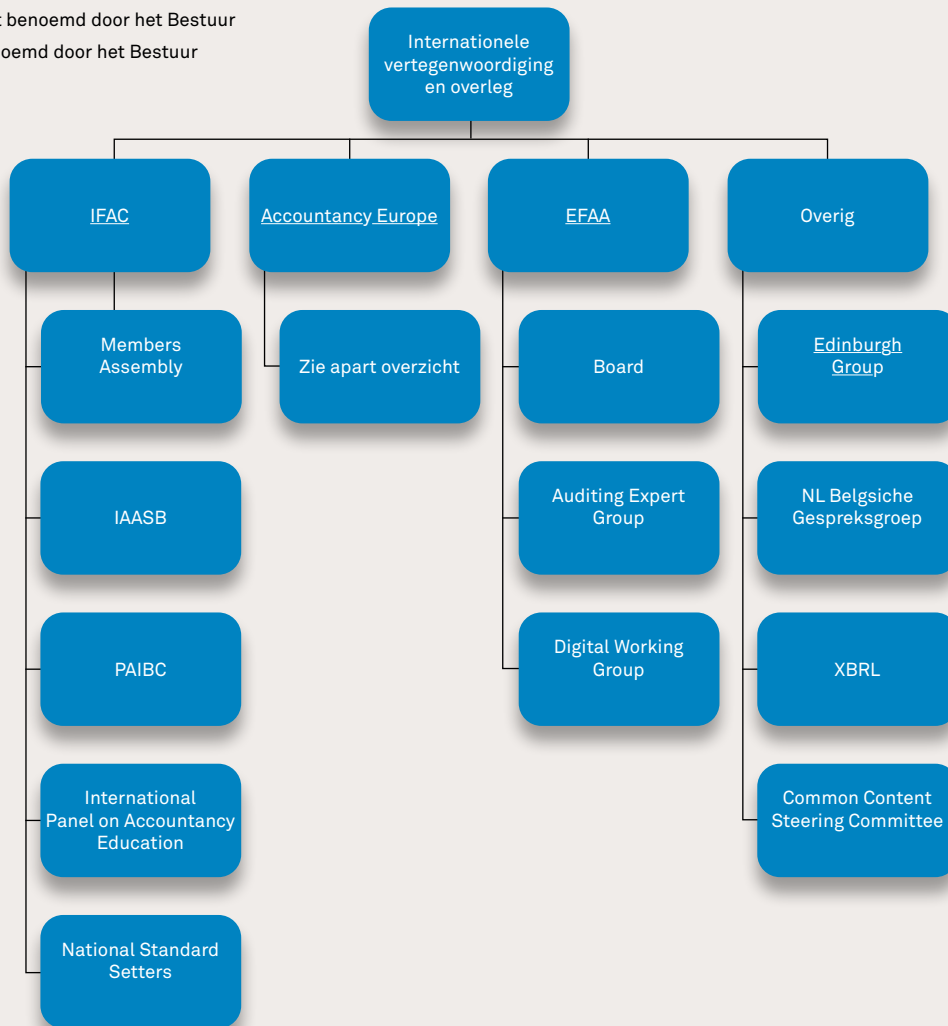 t benoemd door het Bestuur
oemd door het Bestuur
Internationele
vertegenwoordiging
en overleg
IFAC
Accountancy Europe
EFAA
Overig
Members
Assembly
Zie apart overzicht
Board
Edinburgh
Group
IAASB
Auditing Expert
Group
NL Belgsiche
Gespreksgroep
PAIBC
Digital Working
Group
XBRL
International
Panel on Accountancy
Education
Common Content
Steering Committee
National Standard
Setters